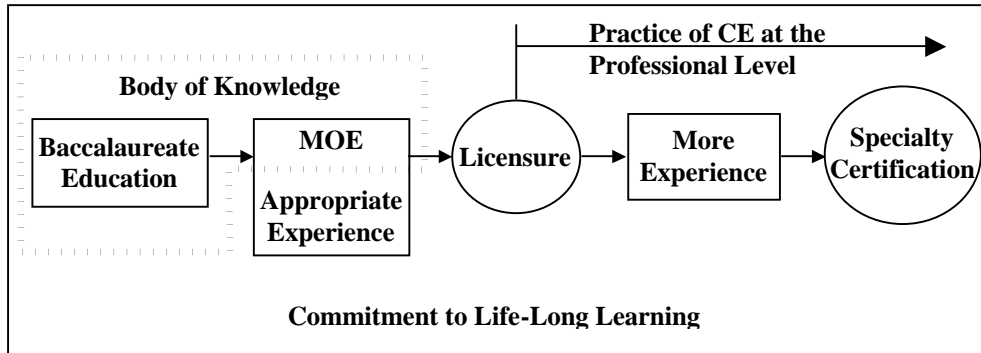 Practice of CE at the
Professional Level
Body of Knowledge
Baccalaureate
Education
MOE
Appropriate
Experience
Licensure
More
Experience
Specialty
Certification
Commitment to Life-Long Learning